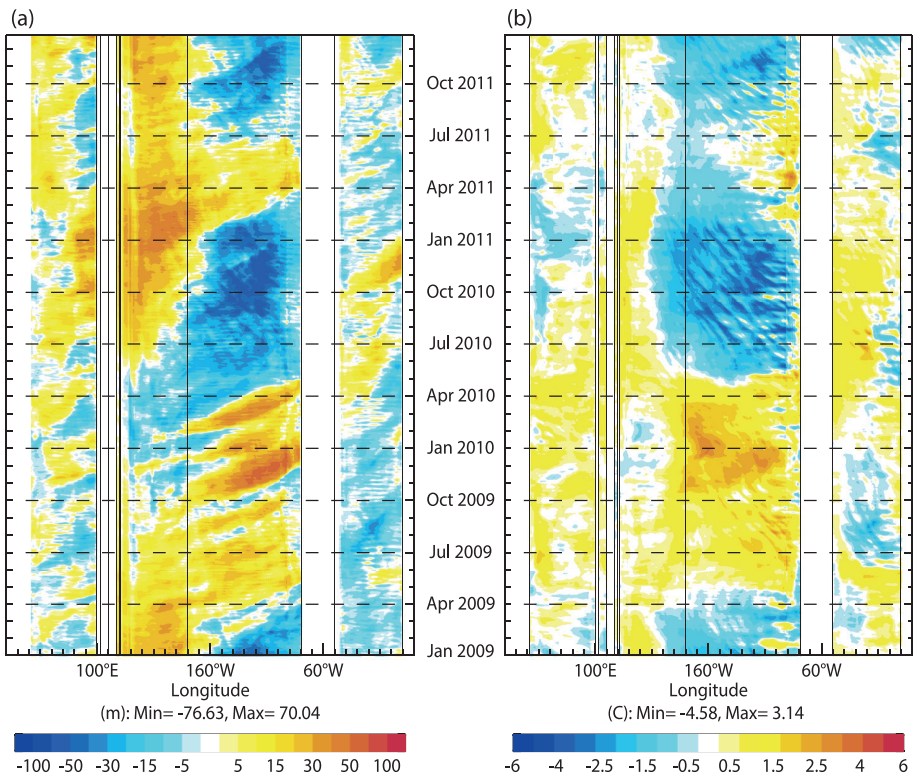 (a) (b)
Oct 2011
Jul 2011
Apr 2011
Jan 2011
Oct 2010
Jul 2010
Apr 2010
Jan 2010
Oct 2009
Jul 2009
Apr 2009
Jan 2009
100°E 160°W 60°W 100°E 160°W 60°W
Longitude Longitude
(m): Min= -76.63, Max= 70.04 (C): Min= -4.58, Max= 3.14
-100 -50 -30 -15 -5 5 15 30 50 100 -6 -4 -2.5 -1.5 -0.5 0.5 1.5 2.5 4 6